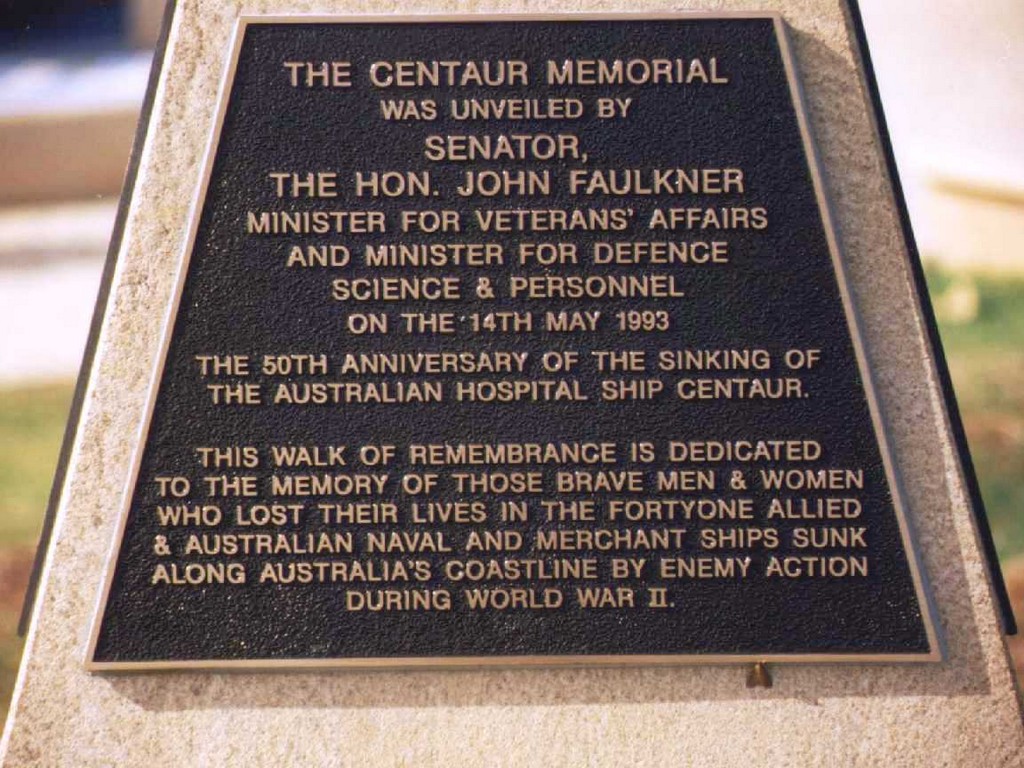 THE CENTAUR MEMORIAL
WAS UNVEILED BY
SENATOR,
THE HON. JOHN FAULKNER
MINISTER FOR VETERANS' AFFAIRS
AND MINISTER FOR DEFENCE
SCIENCE & PERSONNEL
ON THE 14TH MAY 1993
THE 50TH ANNIVERSARY OF THE SINKING OF
THE AUSTRALIAN HOSPITAL SHIP CENTAUR.
THIS WALK OF REMEMBRANCE IS DEDICATED
TO THE MEMORY OF THOSE BRAVE MEN & WOMEN
WHO LOST THEIR LIVES IN THE FORTYONE ALLIED
& AUSTRALIAN NAVAL AND MERCHANT SHIPS SUNK
ALONG AUSTRALIA'S COASTLINE BY ENEMY ACTION
DURING WORLD WAR II.